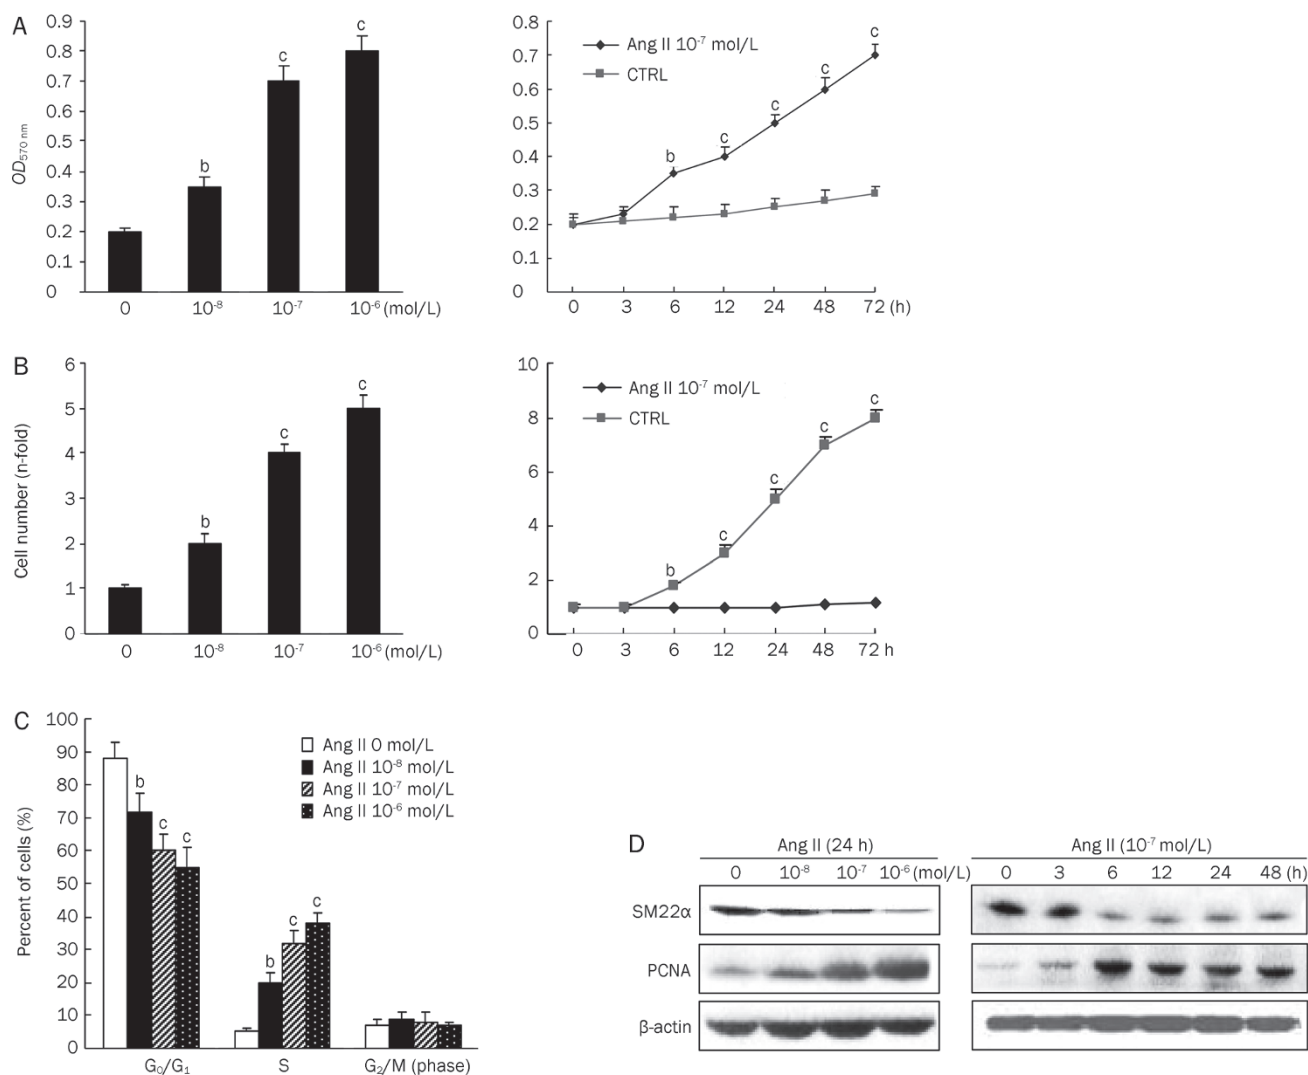 A
OD570 nm
0.9
0.8
0.7
0.6
0.5
0.4
0.3
0.2
0.1
0
b
c
c
0 10-8 10-7 10-6 (mol/L)
0.8
0.7
0.6
0.5
0.4
0.3
0.2
0.1
0
Ang II 10-7 mol/L
CTRL
b
c
c
c
c
0 3 6 12 24 48 72 (h)
B
Cell number (n-fold)
6
5
4
3
2
1
0
b
c
c
0 10-8 10-7 10-6 (mol/L)
10
8
6
4
2
0
Ang II 10-7 mol/L
CTRL
b
c
c
c
c
0 3 6 12 24 48 72 h
C
Percent of cells (%)
100
90
80
70
60
50
40
30
20
10
0
Ang II 0 mol/L
Ang II 10-8 mol/L
Ang II 10-7 mol/L
Ang II 10-6 mol/L
b
c
c
b
c
c
G0/G1 S G2/M (phase)
D
Ang II (24 h)
0 10-8 10-7 10-6 (mol/L)
Ang II (10-7 mol/L)
0 3 6 12 24 48 (h)
SM22α
PCNA
β-actin